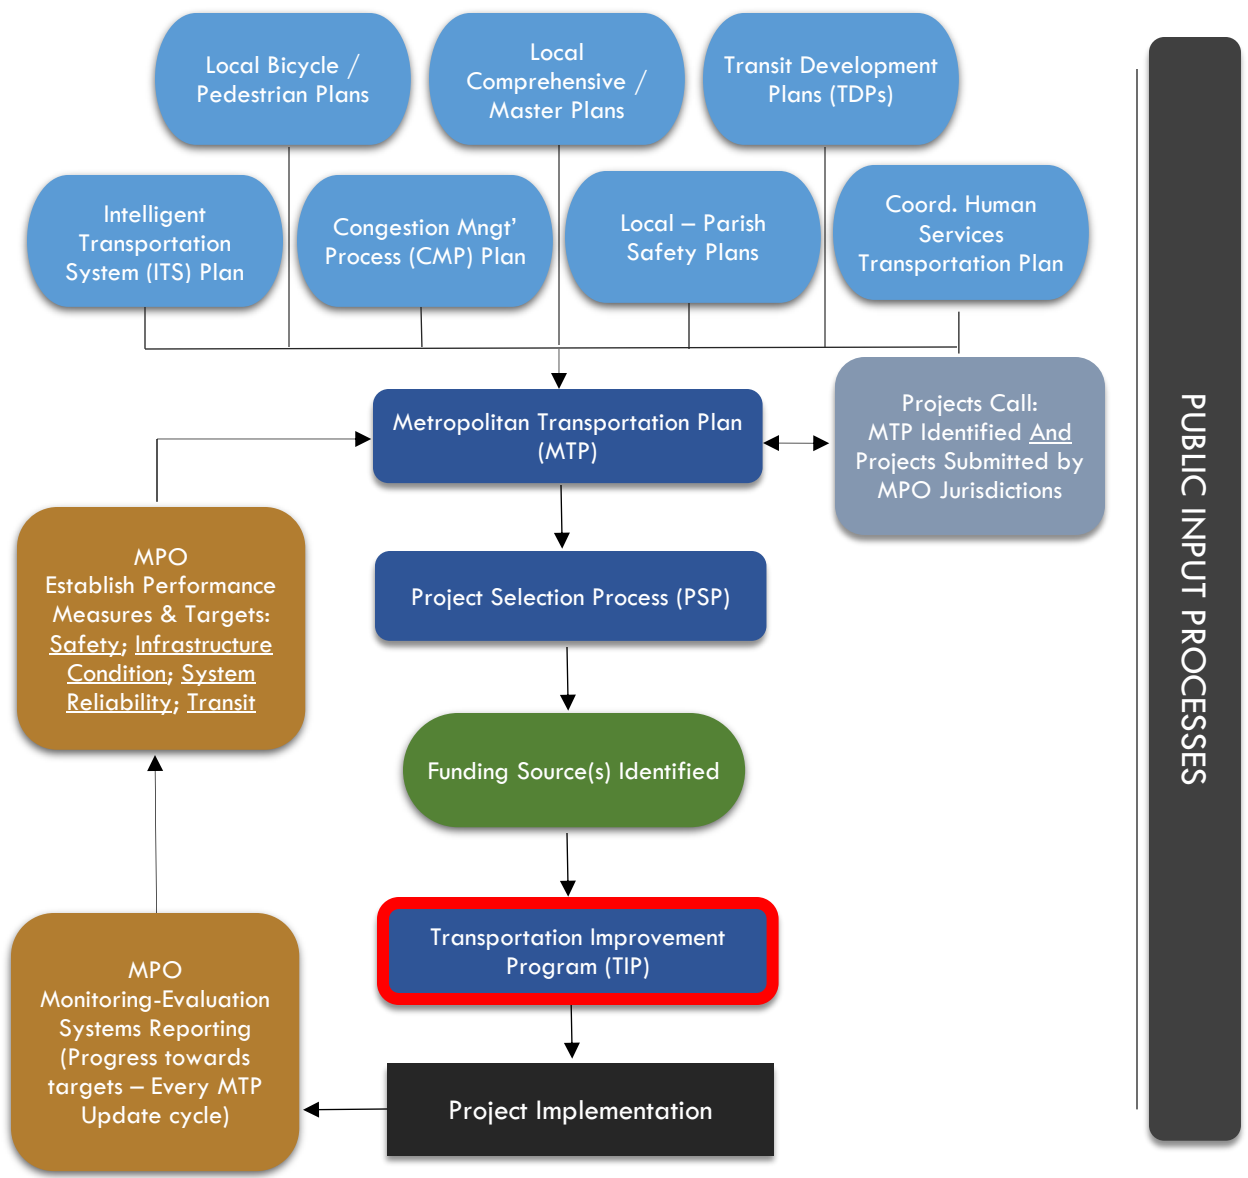 Local Bicycle /
Pedestrian Plans
Local
Comprehensive /
Master Plans
Transit Development
Plans (TDPs)
Intelligent
Transportation
System (ITS) Plan
Congestion Mngt'
Process (CMP) Plan
Local – Parish
Safety Plans
Coord. Human
Services
Transportation Plan
Metropolitan Transportation Plan
(MTP)
Projects Call:
MTP Identified And
Projects Submitted by
MPO Jurisdictions
MPO
Establish Performance
Measures & Targets:
Safety; Infrastructure
Condition; System
Reliability; Transit
Project Selection Process (PSP)
Funding Source(s) Identified
Transportation Improvement
Program (TIP)
MPO
Monitoring-Evaluation
Systems Reporting
(Progress towards
targets – Every MTP
Update cycle)
Project Implementation
PUBLIC INPUT PROCESSES